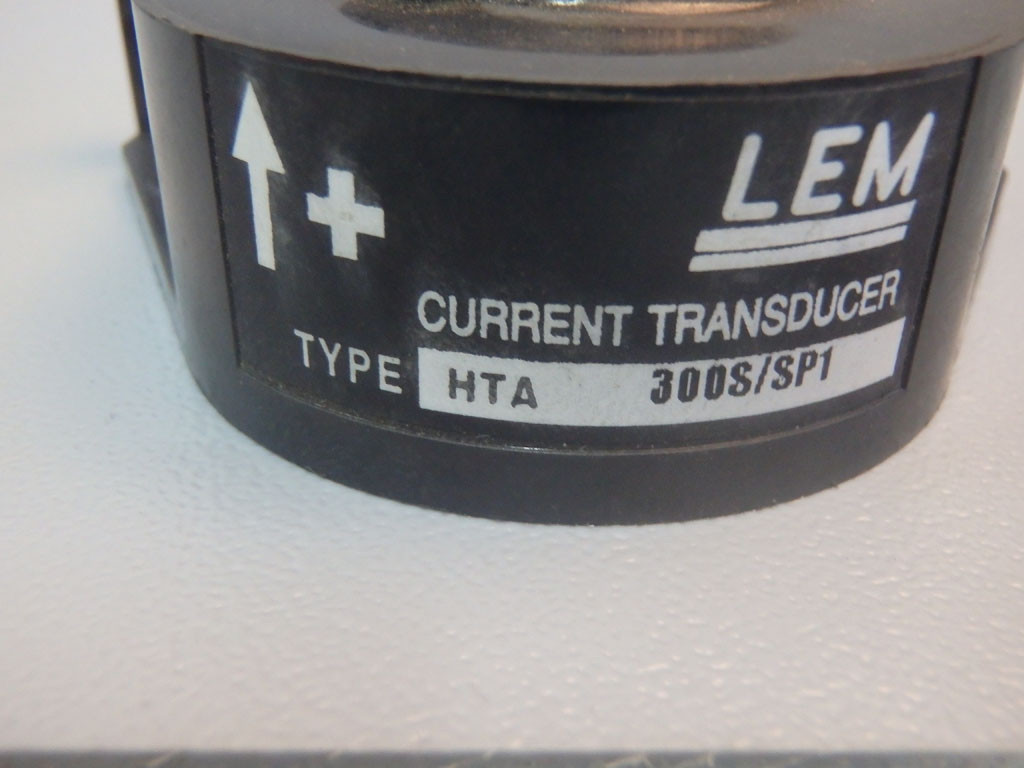 +
LEM
CURRENT TRANSDUCER
TYPE HTA 300S/SP1